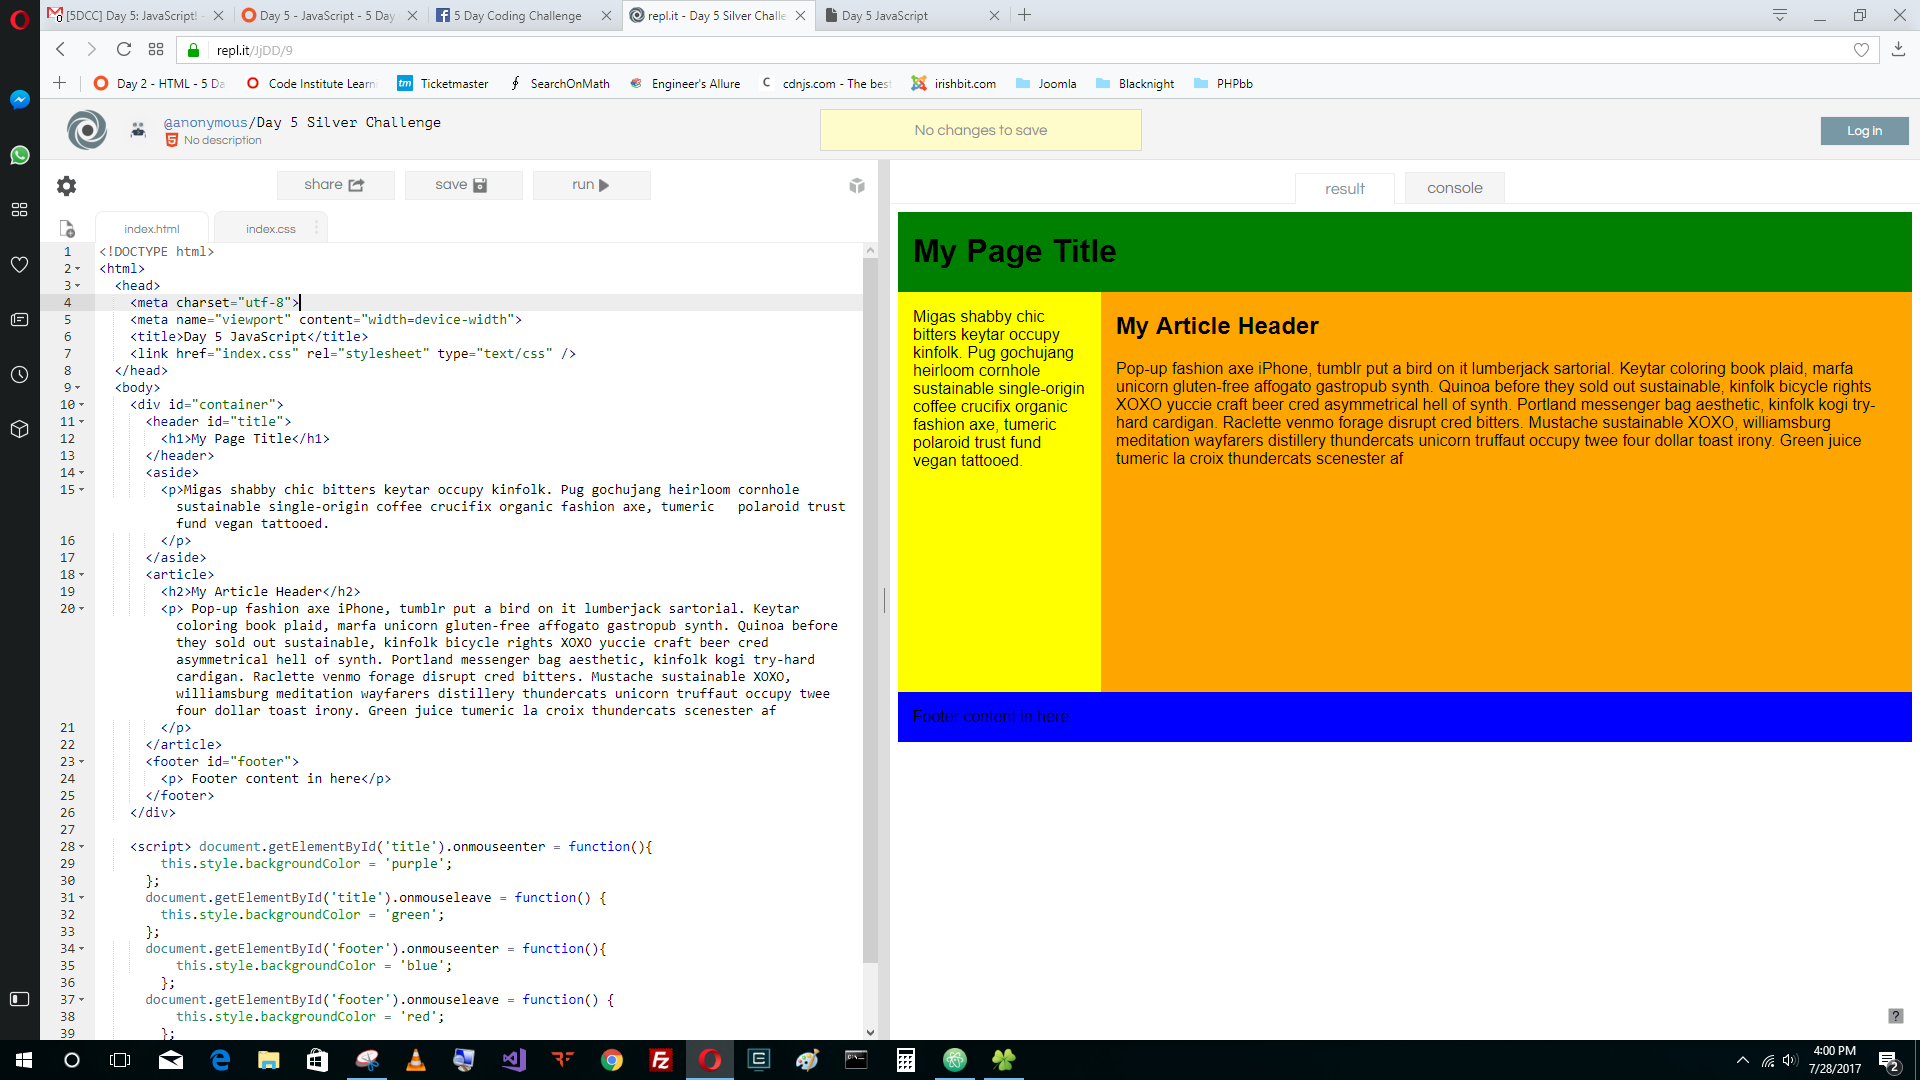 [5DCC] Day 5: JavaScript! -
Day 5 - JavaScript - 5 Day
5 Day Coding Challenge
repl.it - Day 5 Silver Challe
Day 5 JavaScript
repl.it/JjDD/9
Day 2 - HTML - 5 Da
Code Institute Learni
tm Ticketmaster
SearchOnMath
Engineer's Allure
C cdnjs.com - The best
irishbit.com
Joomla
Blacknight
PHPbb
@anonymous/Day 5 Silver Challenge
No description
No changes to save
Log in
share
save
run
result
console
index.html
index.css
1 <!DOCTYPE html>
2 <html>
3 <head>
4 <meta charset="utf-8">
5 <meta name="viewport" content="width=device-width">
6 <title>Day 5 JavaScript</title>
7 <link href="index.css" rel="stylesheet" type="text/css" />
8 </head>
9 <body>
10 <div id="container">
11 <header id="title">
12 <h1>My Page Title</h1>
13 </header>
14 <aside>
15 <p>Migas shabby chic bitters keytar occupy kinfolk. Pug gochujang heirloom cornhole
sustainable single-origin coffee crucifix organic fashion axe, tumeric   polaroid trust
fund vegan tattooed.
16 </p>
17 </aside>
18 <article>
19 <h2>My Article Header</h2>
20 <p> Pop-up fashion axe iPhone, tumblr put a bird on it lumberjack sartorial. Keytar
coloring book plaid, marfa unicorn gluten-free affogato gastropub synth. Quinoa before
they sold out sustainable, kinfolk bicycle rights XOXO yuccie craft beer cred
asymmetrical hell of synth. Portland messenger bag aesthetic, kinfolk kogi try-hard
cardigan. Raclette venmo forage disrupt cred bitters. Mustache sustainable XOXO,
williamsburg meditation wayfarers distillery thundercats unicorn truffaut occupy twee
four dollar toast irony. Green juice tumeric la croix thundercats scenester af
21 </p>
22 </article>
23 <footer id="footer">
24 <p> Footer content in here</p>
25 </footer>
26 </div>
27
28 <script> document.getElementById('title').onmouseenter = function(){
29 this.style.backgroundColor = 'purple';
30 };
31 document.getElementById('title').onmouseleave = function() {
32 this.style.backgroundColor = 'green';
33 };
34 document.getElementById('footer').onmouseenter = function(){
35 this.style.backgroundColor = 'blue';
36 };
37 document.getElementById('footer').onmouseleave = function() {
38 this.style.backgroundColor = 'red';
39 };
My Page Title
Migas shabby chic
bitters keytar occupy
kinfolk. Pug gochujang
heirloom cornhole
sustainable single-origin
coffee crucifix organic
fashion axe, tumeric
polaroid trust fund
vegan tattooed.
My Article Header
Pop-up fashion axe iPhone, tumblr put a bird on it lumberjack sartorial. Keytar coloring book plaid, marfa
unicorn gluten-free affogato gastropub synth. Quinoa before they sold out sustainable, kinfolk bicycle rights
XOXO yuccie craft beer cred asymmetrical hell of synth. Portland messenger bag aesthetic, kinfolk kogi try-
hard cardigan. Raclette venmo forage disrupt cred bitters. Mustache sustainable XOXO, williamsburg
meditation wayfarers distillery thundercats unicorn truffaut occupy twee four dollar toast irony. Green juice
tumeric la croix thundercats scenester af
Footer content in here
?
4:00 PM
7/28/2017
2